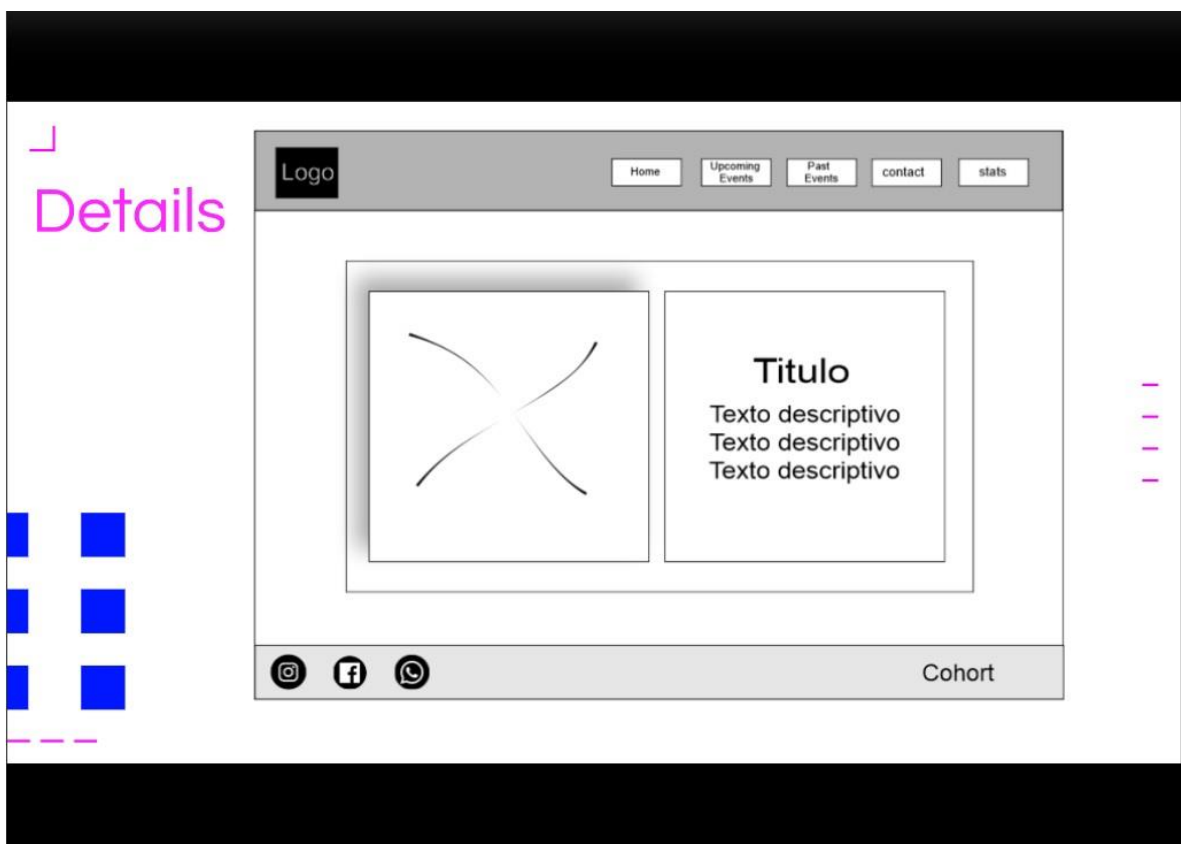 Details
Logo
Home
Upcoming
Events
Past
Events
contact
stats
Titulo
Texto descriptivo
Texto descriptivo
Texto descriptivo
Cohort